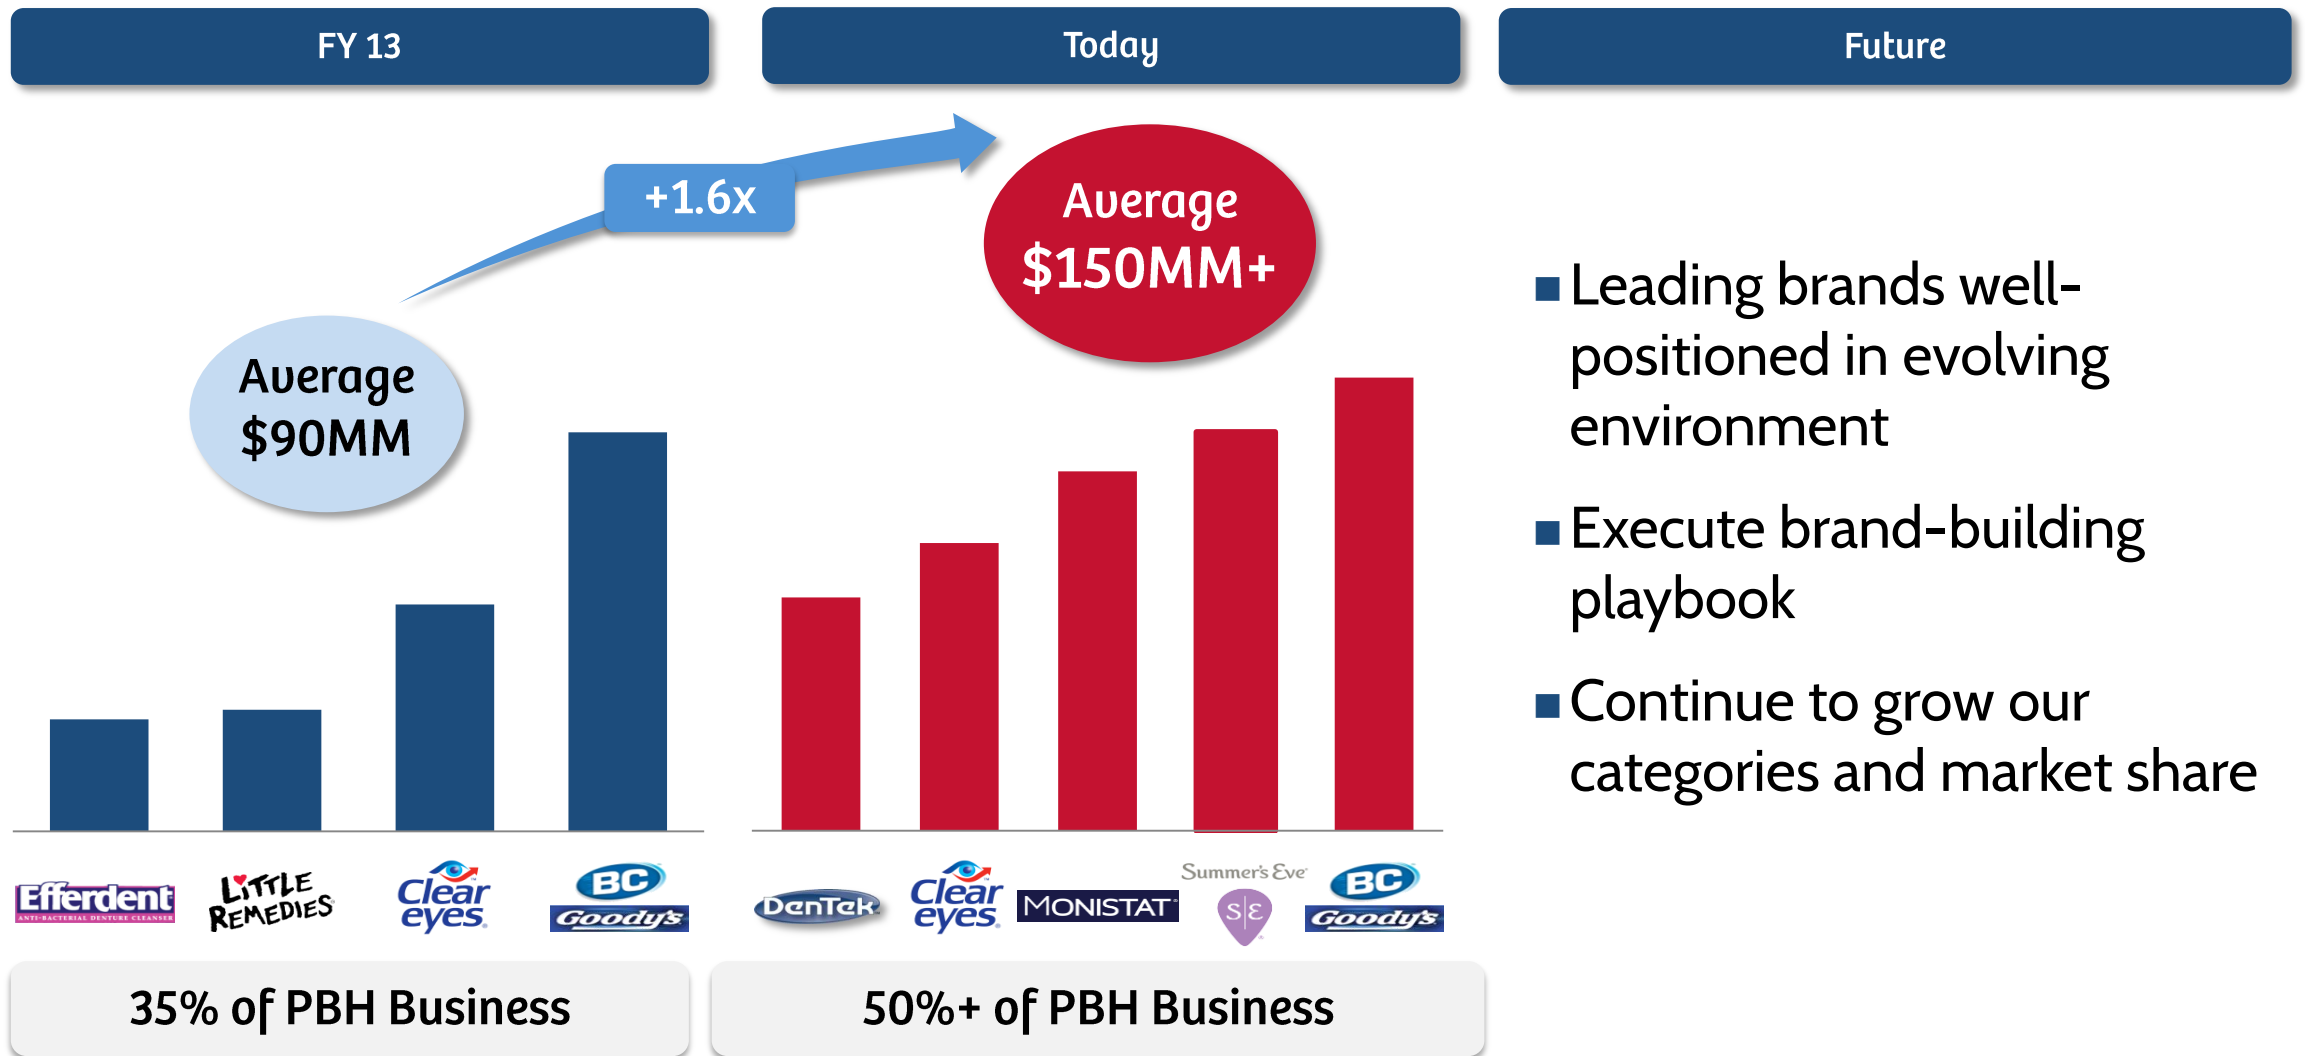 FY 13
Today
Future
+1.6x
Average
$150MM+
Average
$90MM
Leading brands well-
positioned in evolving
environment
Execute brand-building
playbook
Continue to grow our
categories and market share
Efferdent
ANTI-BACTERIAL DENTURE CLEANSER
LiTTLE
REMEDIES
Clear
eyes
BC
Goody's
DenTek
Clear
eyes
MONISTAT
Summer's Eve
S|E
BC
Goody's
35% of PBH Business
50%+ of PBH Business